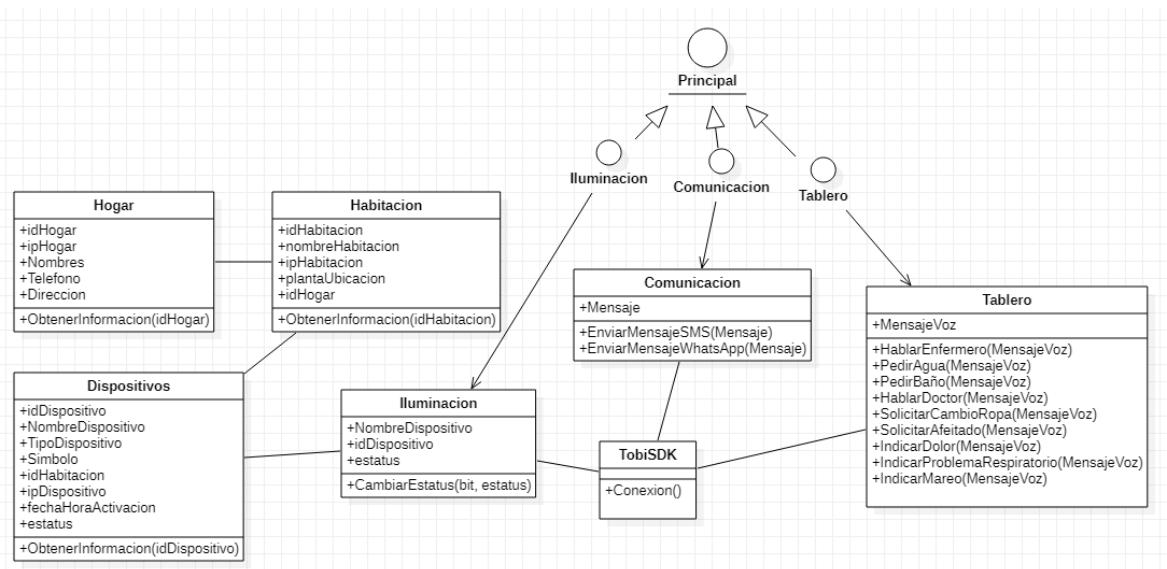 Principal
Iluminacion
Comunicacion
Tablero
Hogar
+idHogar
+ipHogar
+Nombres
+Telefono
+Direccion
+ObtenerInformacion(idHogar)
Habitacion
+idHabitacion
+nombreHabitacion
+ipHabitacion
+plantaUbicacion
+idHogar
+ObtenerInformacion(idHabitacion)
Comunicacion
+Mensaje
+EnviarMensajeSMS(Mensaje)
+EnviarMensajeWhatsApp(Mensaje)
Tablero
+MensajeVoz
+HablarEnfermero(MensajeVoz)
+PedirAgua(MensajeVoz)
+PedirBaño(MensajeVoz)
+HablarDoctor(MensajeVoz)
+SolicitarCambioRopa(MensajeVoz)
+SolicitarAfeitado(MensajeVoz)
+IndicarDolor(MensajeVoz)
+IndicarProblemaRespiratorio(MensajeVoz)
+IndicarMareo(MensajeVoz)
Dispositivos
+idDispositivo
+NombreDispositivo
+TipoDispositivo
+Simbolo
+idHabitacion
+ipDispositivo
+fechaHoraActivacion
+estatus
+ObtenerInformacion(idDispositivo)
Iluminacion
+NombreDispositivo
+idDispositivo
+estatus
+CambiarEstatus(bit, estatus)
TobiSDK
+Conexion()